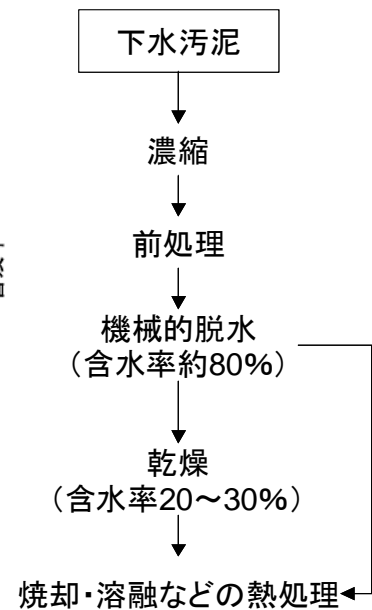 下水汚泥
濃縮
前処理
機械的脱水
（含水率約80%）
乾燥
（含水率20～30%）
焼却・溶融などの熱処理